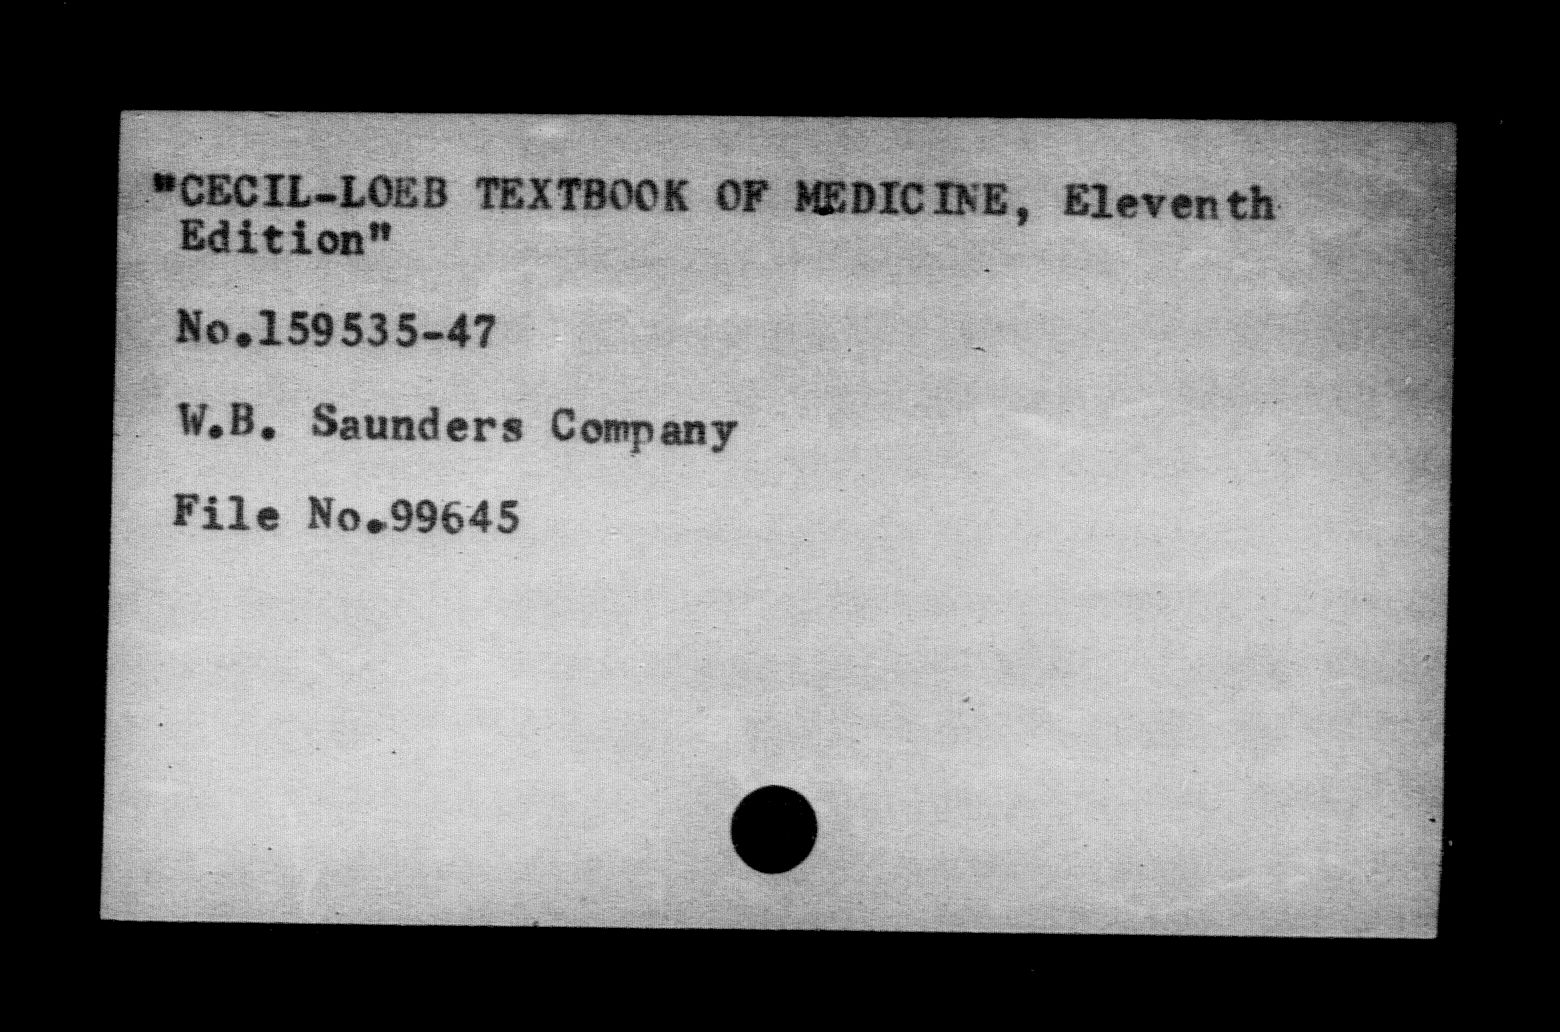 "CECIL-LOEB TEXTBOOK OF MEDICINE, Eleventh
Edition"
No.159535-47
W.B. Saunders Company
File No.99645